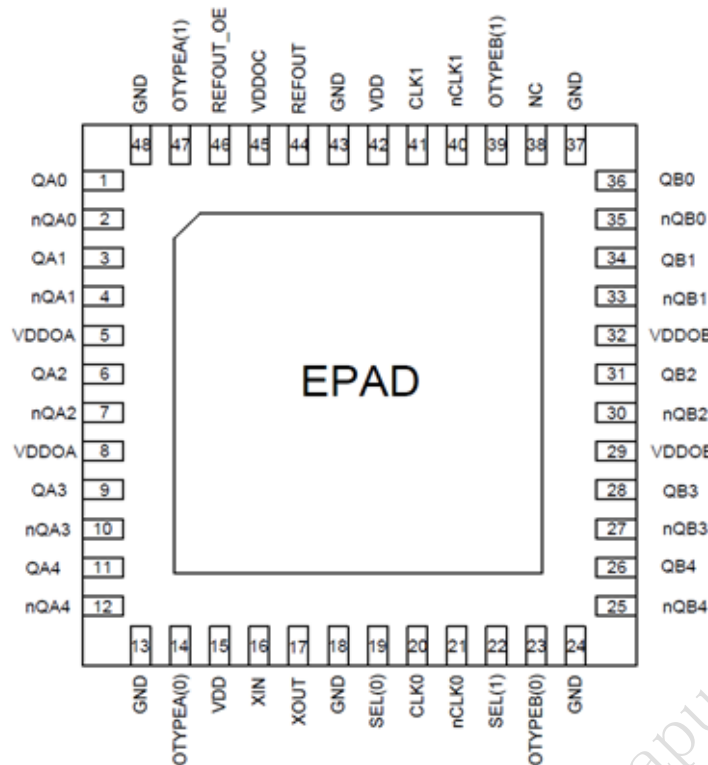 GND OTYPEA(1) REFOUT_OE VDDOC REFOUT GND VDD CLK1 nCLK1 OTYPEB(1) NC GND
48 47 46 45 44 43 42 41 40 39 38 37
QA0 1 36 QB0
nQA0 2 35 nQB0
QA1 3 34 QB1
nQA1 4 33 nQB1
VDDOA 5 32 VDDOB
QA2 6 31 QB2
EPAD
nQA2 7 30 nQB2
VDDOA 8 29 VDDOB
QA3 9 28 QB3
nQA3 10 27 nQB3
QA4 11 26 QB4
nQA4 12 25 nQB4
13 14 15 16 17 18 19 20 21 22 23 24
GND OTYPEA(0) VDD XIN XOUT GND SEL(0) CLK0 nCLK0 SEL(1) OTYPEB(0) GND